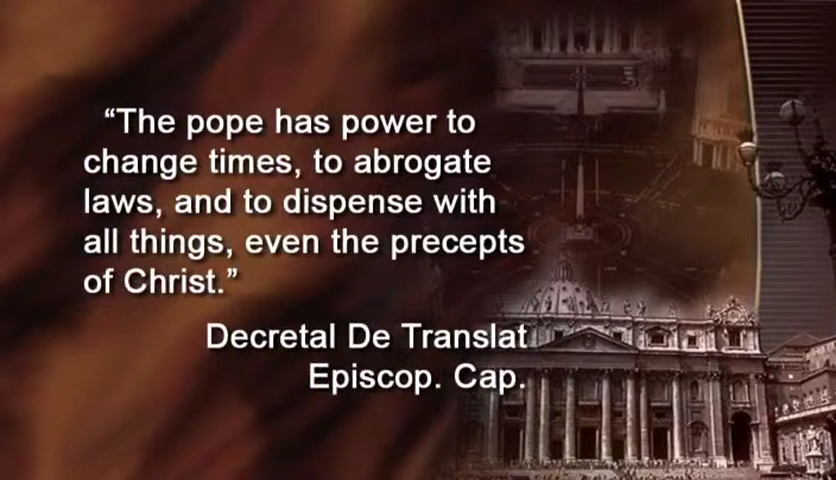 “The pope has power to
change times, to abrogate
laws, and to dispense with
all things, even the precepts
of Christ.”
Decretal De Translat
Episcop. Cap.